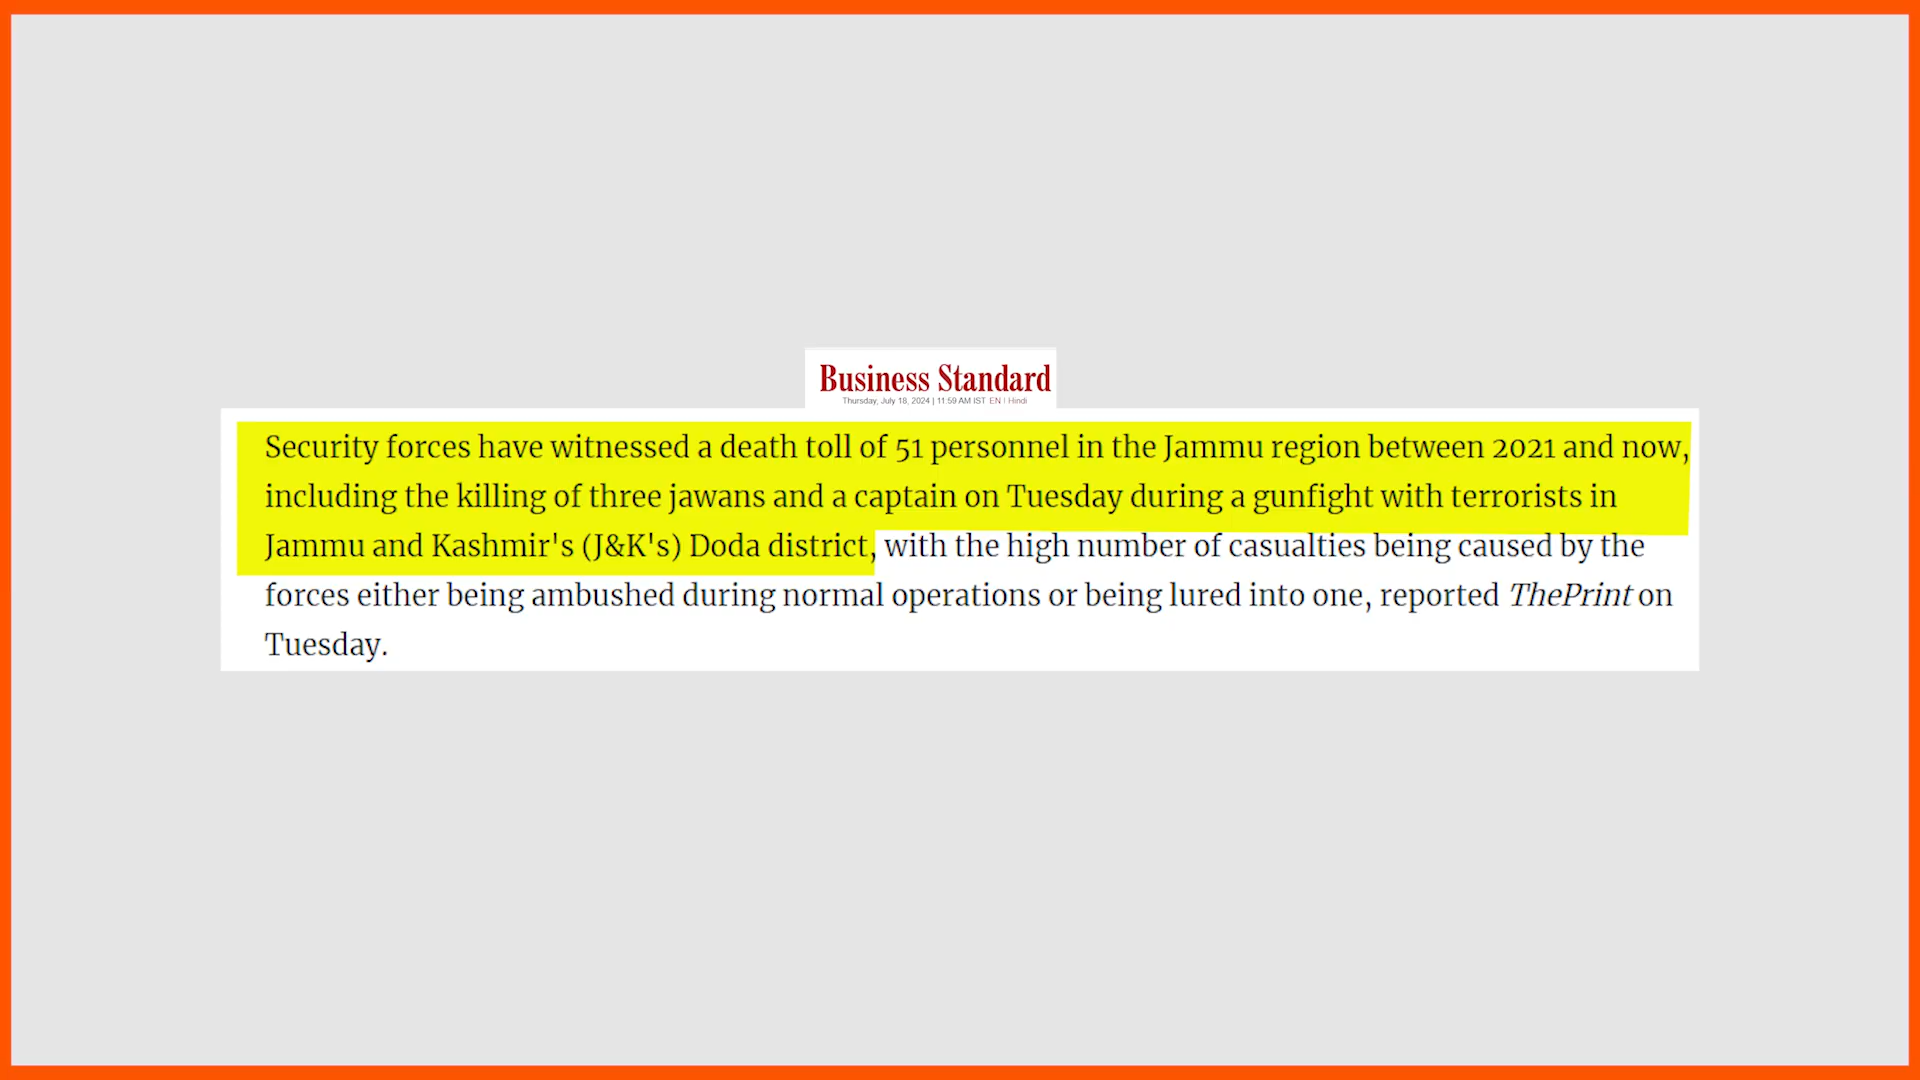 Business Standard
Thursday, July 18, 2024 | 11:59 AM IST EN | Hindi
Security forces have witnessed a death toll of 51 personnel in the Jammu region between 2021 and now,
including the killing of three jawans and a captain on Tuesday during a gunfight with terrorists in
Jammu and Kashmir's (J&K's) Doda district, with the high number of casualties being caused by the
forces either being ambushed during normal operations or being lured into one, reported ThePrint on
Tuesday.